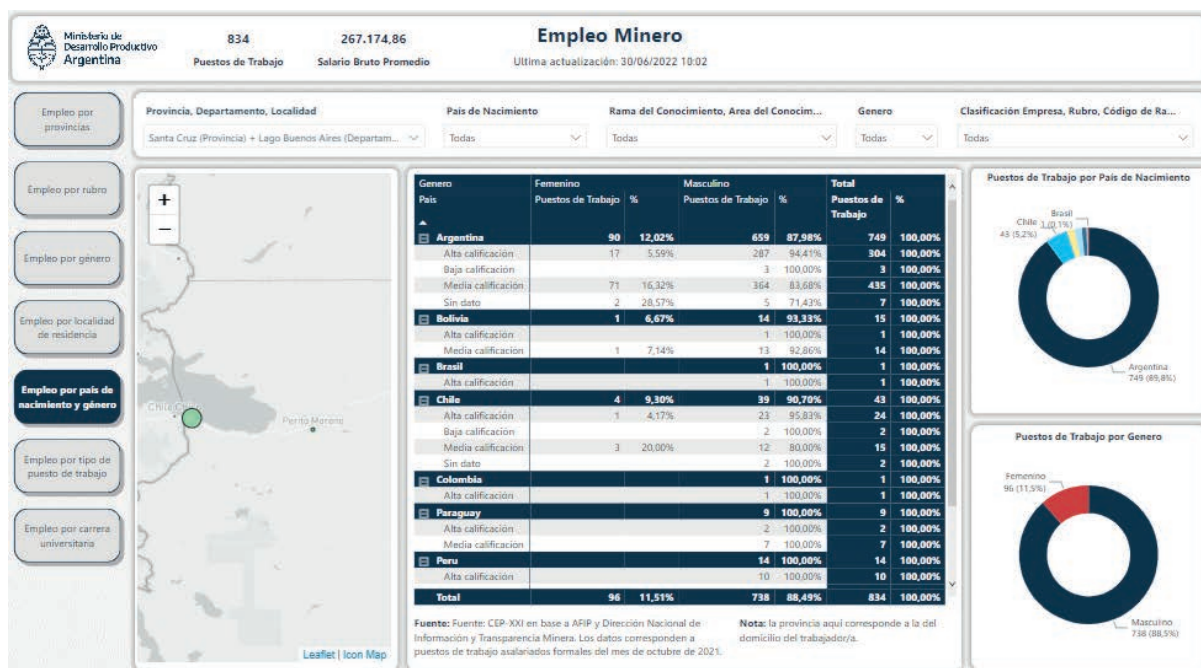 Ministerio de
Desarrollo Productivo
Argentina
834
Puestos de Trabajo
267.174,86
Salario Bruto Promedio
Empleo Minero
Ultima actualización: 30/06/2022 10:02
Empleo por
provincias
Empleo por rubro
Empleo por género
Empleo por localidad
de residencia
Empleo por país de
nacimiento y género
Empleo por tipo de
puesto de trabajo
Empleo por carrera
universitaria
Provincia, Departamento, Localidad
Santa Cruz (Provincia) + Lago Buenos Aires (Departam...
País de Nacimiento
Todas
Rama del Conocimiento, Area del Conocim...
Todas
Genero
Todas
Clasificación Empresa, Rubro, Código de Ra...
Todas
+
−
Chile Chico
Perito Moreno
Leaflet | Icon Map
Genero Femenino Masculino Total
País Puestos de Trabajo % Puestos de Trabajo % Puestos de %
Trabajo
Argentina 90 12,02% 659 87,98% 749 100,00%
Alta calificación 17 5,59% 287 94,41% 304 100,00%
Baja calificación 3 100,00% 3 100,00%
Media calificación 71 16,32% 364 83,68% 435 100,00%
Sin dato 2 28,57% 5 71,43% 7 100,00%
Bolivia 1 6,67% 14 93,33% 15 100,00%
Alta calificación 1 100,00% 1 100,00%
Media calificación 1 7,14% 13 92,86% 14 100,00%
Brasil 1 100,00% 1 100,00%
Alta calificación 1 100,00% 1 100,00%
Chile 4 9,30% 39 90,70% 43 100,00%
Alta calificación 1 4,17% 23 95,83% 24 100,00%
Baja calificación 2 100,00% 2 100,00%
Media calificación 3 20,00% 12 80,00% 15 100,00%
Sin dato 2 100,00% 2 100,00%
Colombia 1 100,00% 1 100,00%
Alta calificación 1 100,00% 1 100,00%
Paraguay 9 100,00% 9 100,00%
Alta calificación 2 100,00% 2 100,00%
Media calificación 7 100,00% 7 100,00%
Peru 14 100,00% 14 100,00%
Alta calificación 10 100,00% 10 100,00%
Total 96 11,51% 738 88,49% 834 100,00%
Fuente: Fuente: CEP-XXI en base a AFIP y Dirección Nacional de
Información y Transparencia Minera. Los datos corresponden a
puestos de trabajo asalariados formales del mes de octubre de 2021.
Nota: la provincia aquí corresponde a la del
domicilio del trabajador/a.
Puestos de Trabajo por País de Nacimiento
Brasil
1 (0,1%)
Chile
43 (5,2%)
Argentina
749 (89,8%)
Puestos de Trabajo por Genero
Femenino
96 (11,5%)
Masculino
738 (88,5%)